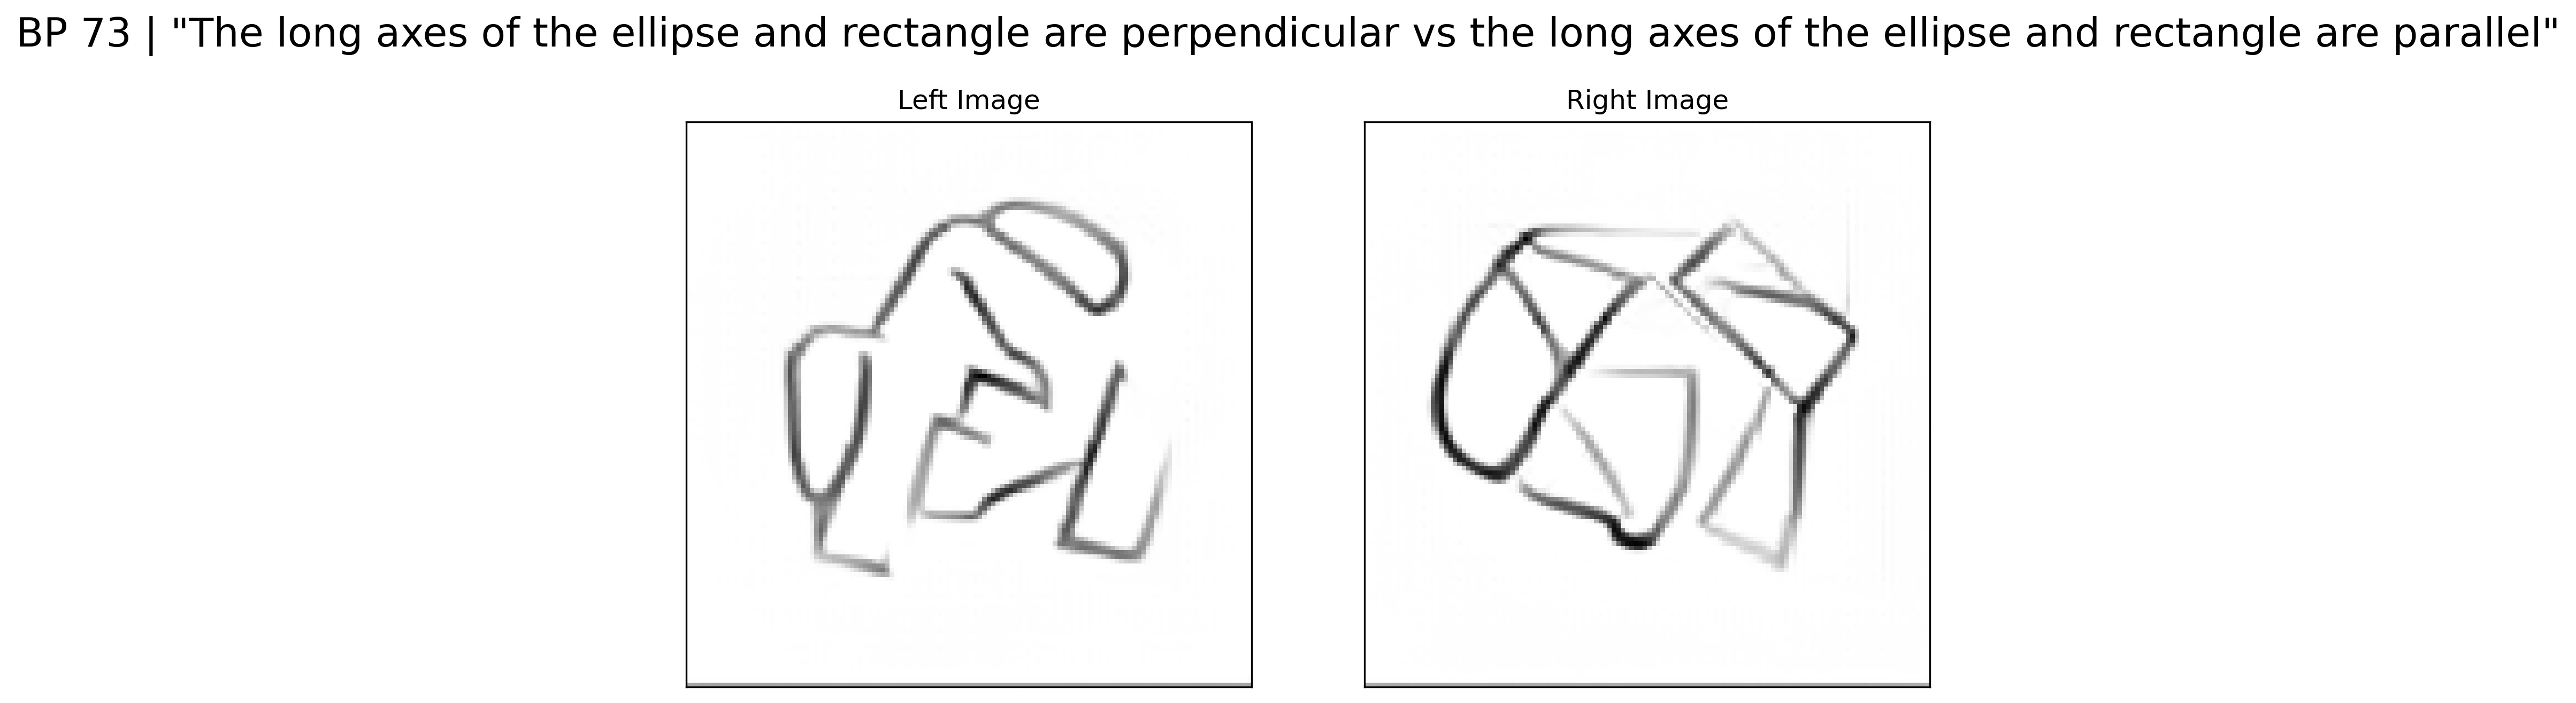 BP 73 | "The long axes of the ellipse and rectangle are perpendicular vs the long axes of the ellipse and rectangle are parallel"
Left Image
Right Image